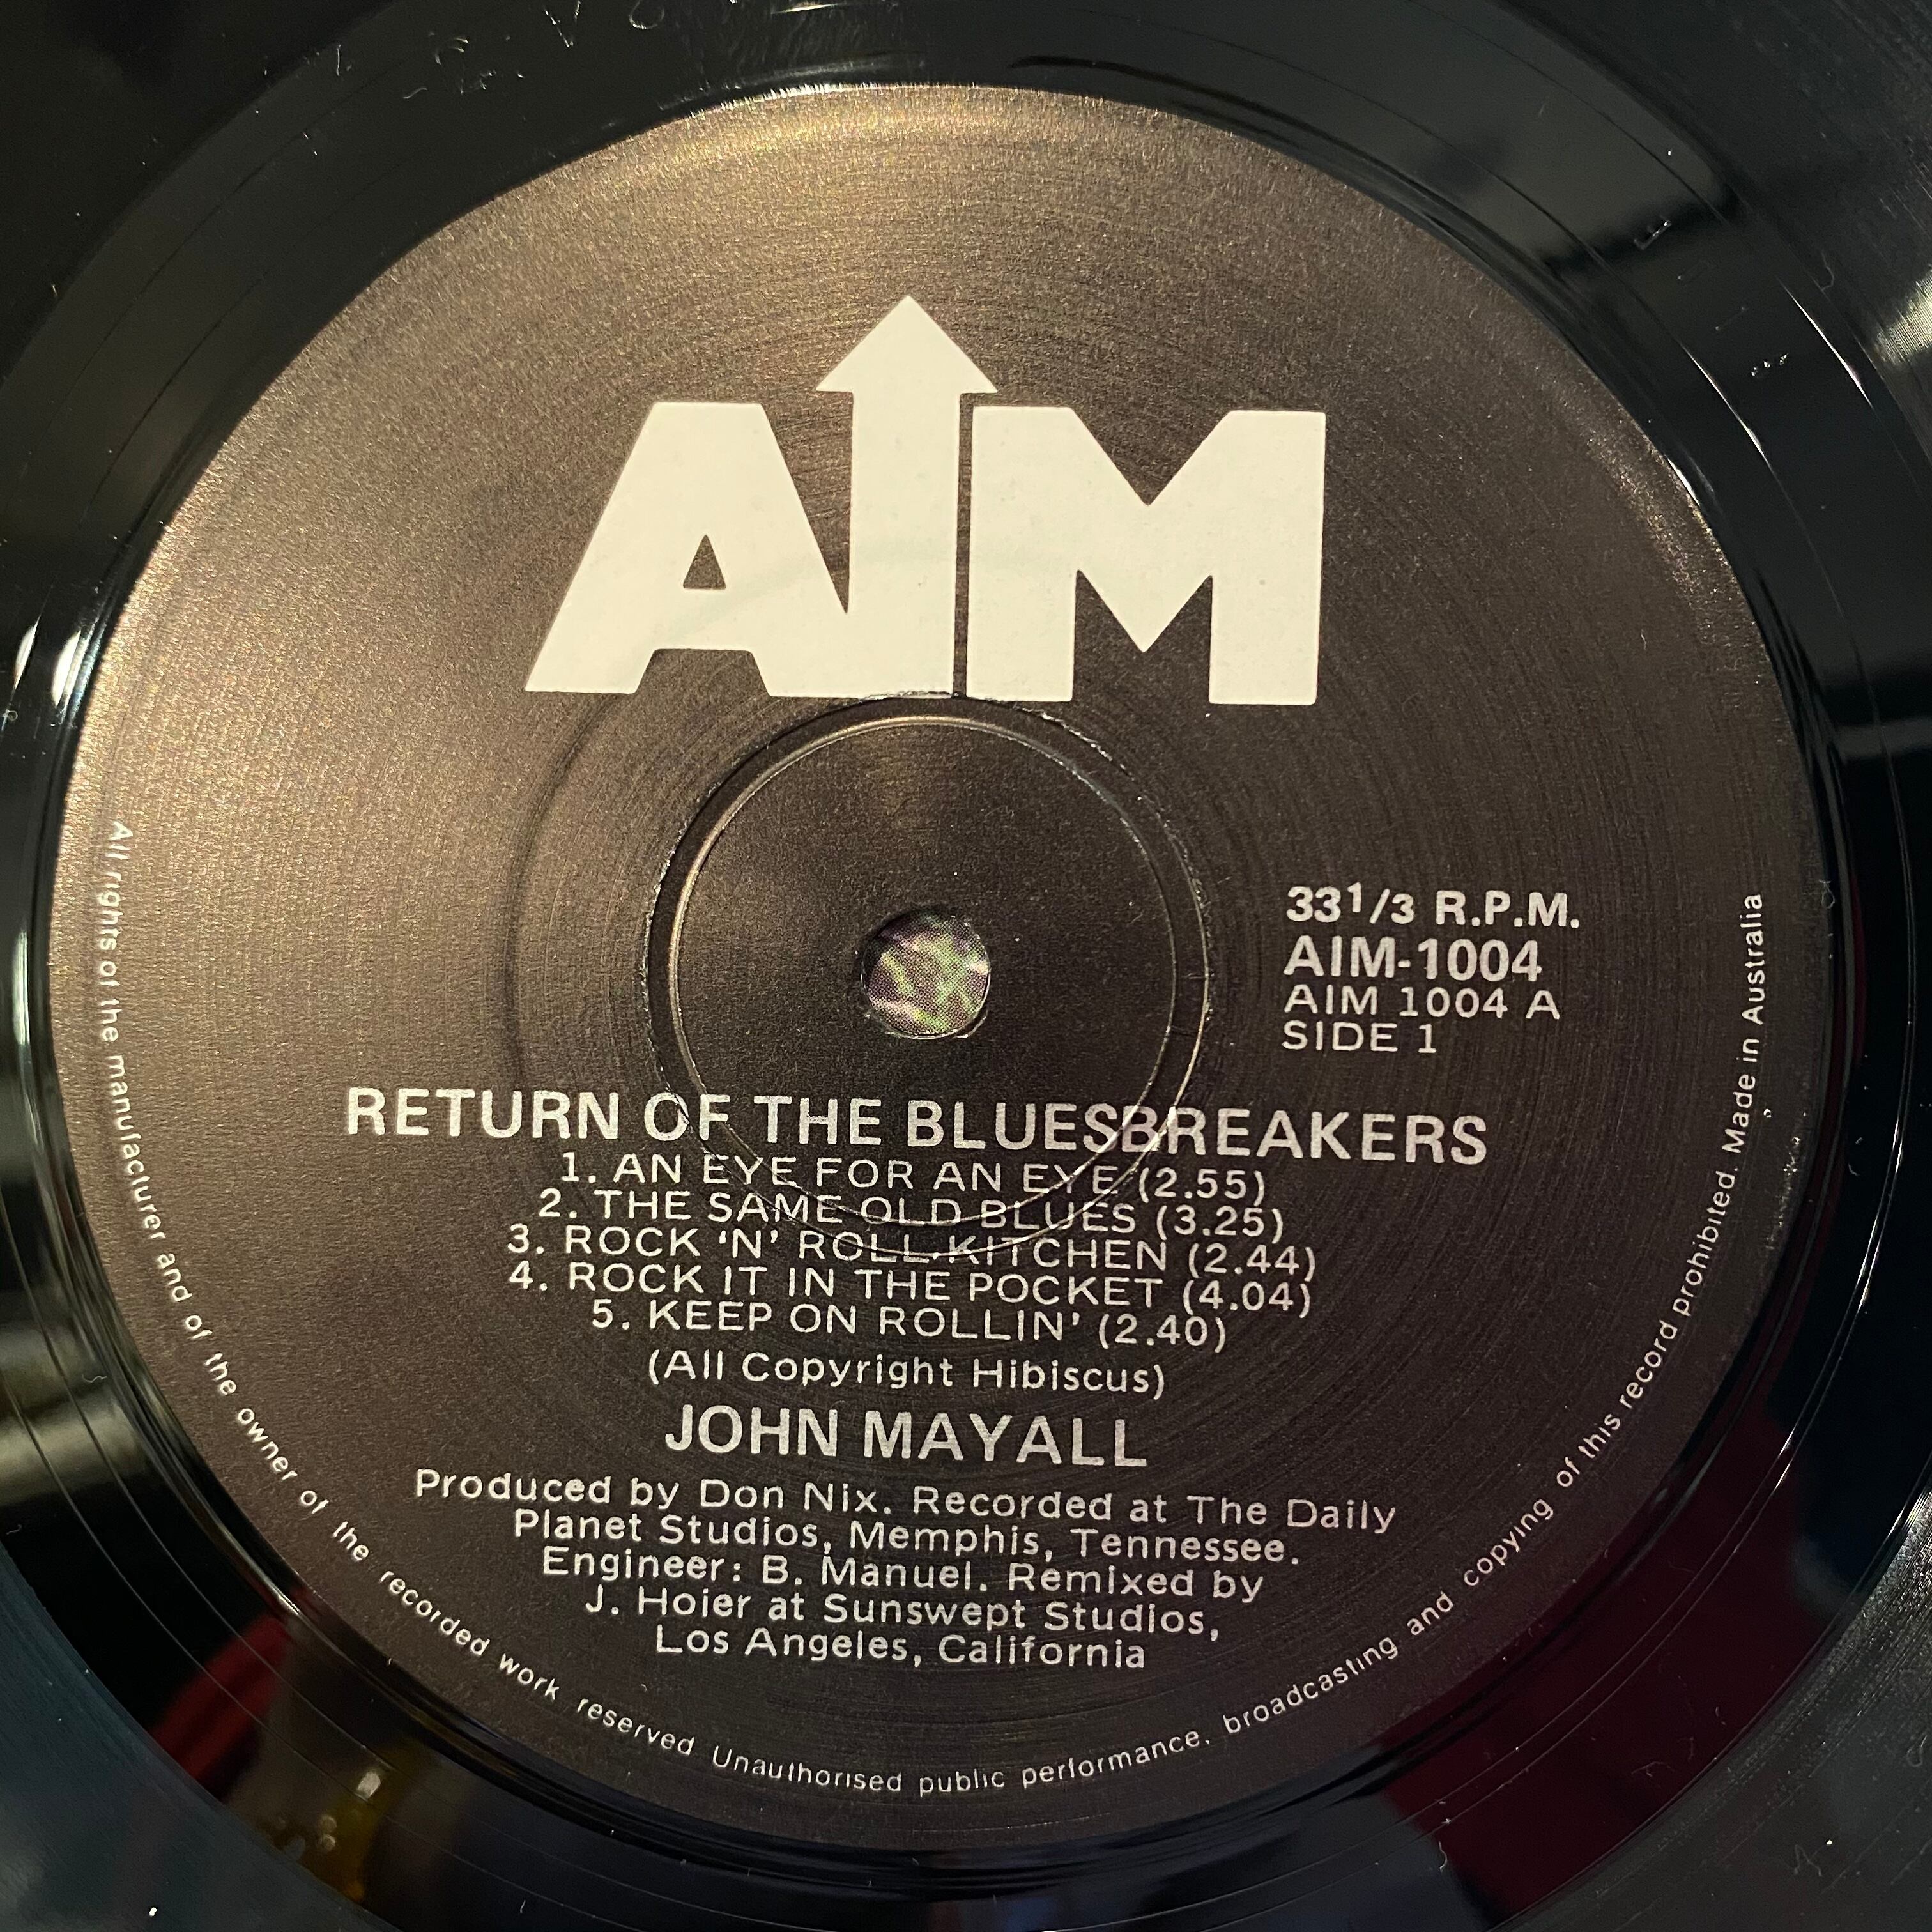 AIM
33 1/3 R.P.M.
AIM-1004
AIM 1004 A
SIDE 1
RETURN OF THE BLUESBREAKERS
1. AN EYE FOR AN EYE (2.55)
2. THE SAME OLD BLUES (3.25)
3. ROCK 'N' ROLL KITCHEN (2.44)
4. ROCK IT IN THE POCKET (4.04)
5. KEEP ON ROLLIN' (2.40)
(All Copyright Hibiscus)
JOHN MAYALL
Produced by Don Nix. Recorded at The Daily
Planet Studios, Memphis, Tennessee.
Engineer: B. Manuel. Remixed by
J. Hoier at Sunswept Studios,
Los Angeles, California
All rights of the manufacturer and of the owner of the recorded work reserved Unauthorised public performance, broadcasting and copying of this record prohibited. Made in Australia